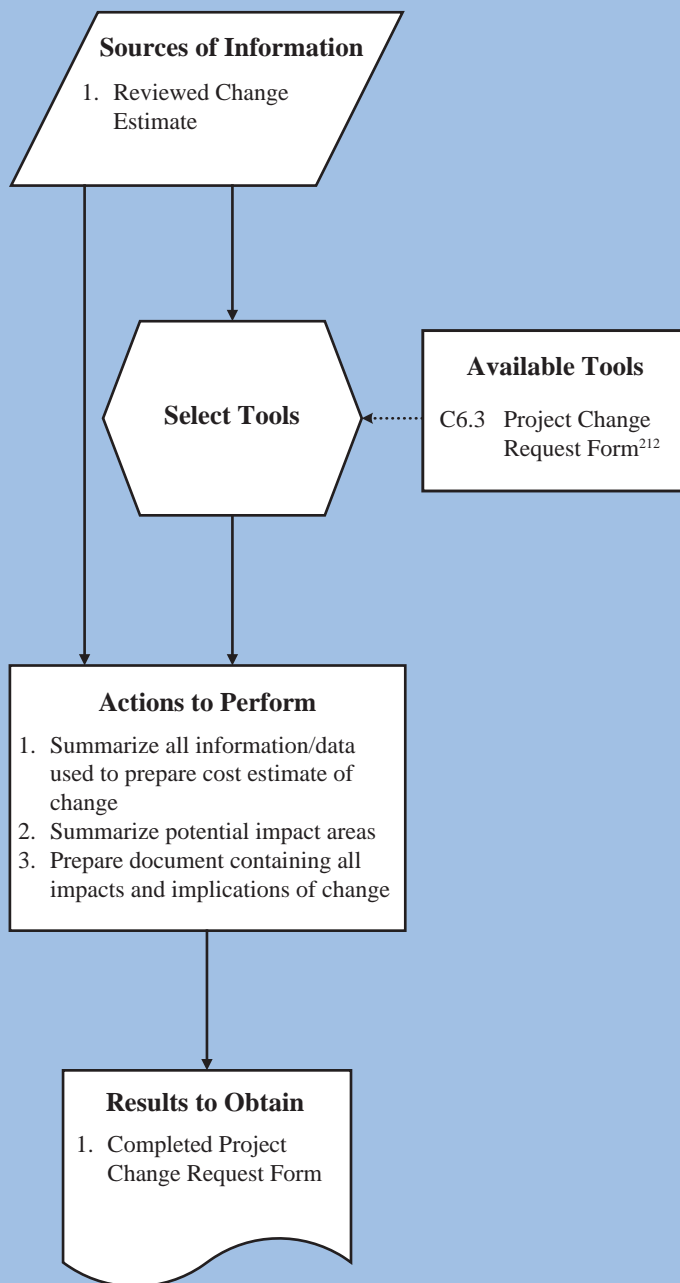 Sources of Information
1. Reviewed Change
Estimate
Select Tools
Available Tools
C6.3 Project Change
Request Form²¹²
Actions to Perform
1. Summarize all information/data
used to prepare cost estimate of
change
2. Summarize potential impact areas
3. Prepare document containing all
impacts and implications of change
Results to Obtain
1. Completed Project
Change Request Form